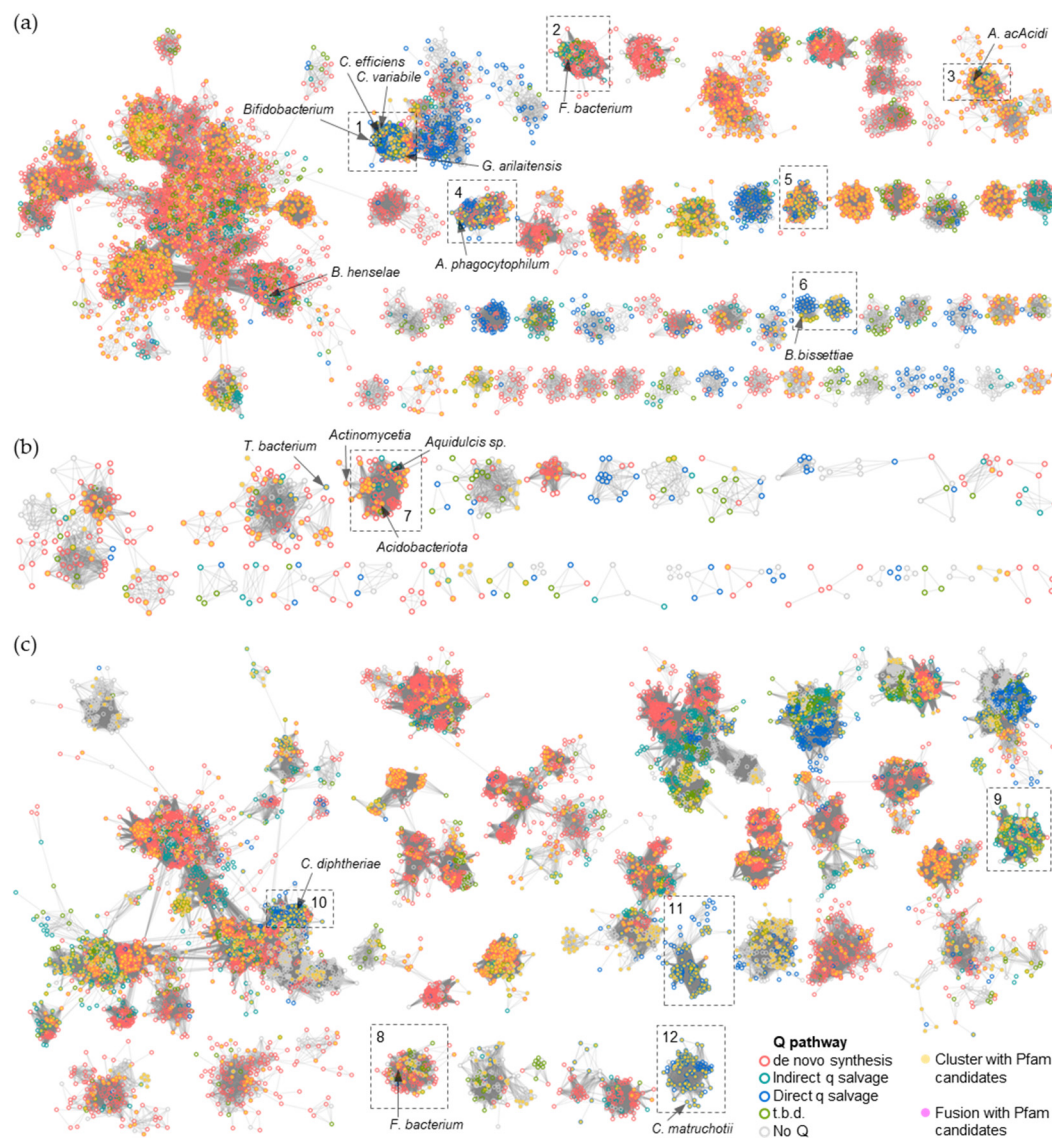 (a)
2
A. acAcidi
C. efficiens
C. variabile
3
Bifidobacterium
F. bacterium
1
G. arilaitensis
4
5
A. phagocytophilum
B. henselae
6
B.bissettiae
(b)
Actinomycetia
T. bacterium
Aquidulcis sp.
7
Acidobacteriota
(c)
9
C. diphtheriae
10
11
8
12
F. bacterium
C. matruchotii
Q pathway
de novo synthesis
Indirect q salvage
Direct q salvage
t.b.d.
No Q
Cluster with Pfam
candidates
Fusion with Pfam
candidates